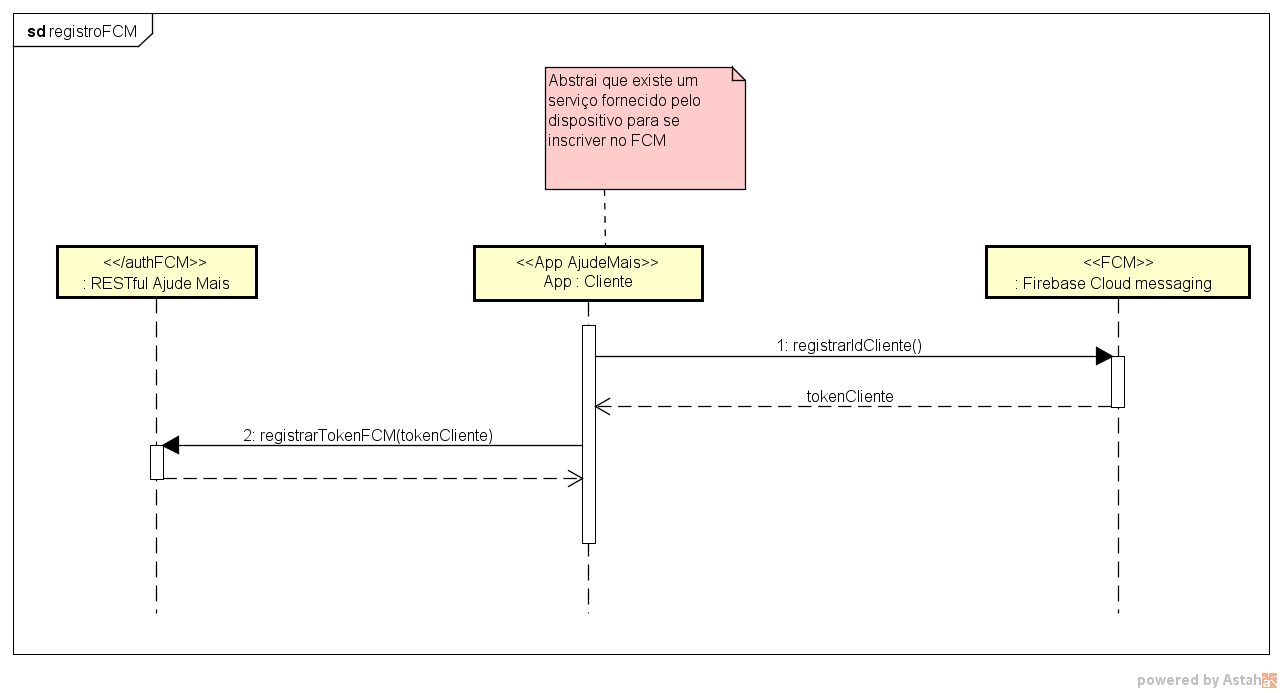 sd registroFCM
Abstrai que existe um
serviço fornecido pelo
dispositivo para se
inscriver no FCM
<</authFCM>>
: RESTful Ajude Mais
<<App AjudeMais>>
App : Cliente
<<FCM>>
: Firebase Cloud messaging
1: registrarIdCliente()
tokenCliente
2: registrarTokenFCM(tokenCliente)
powered by Astah